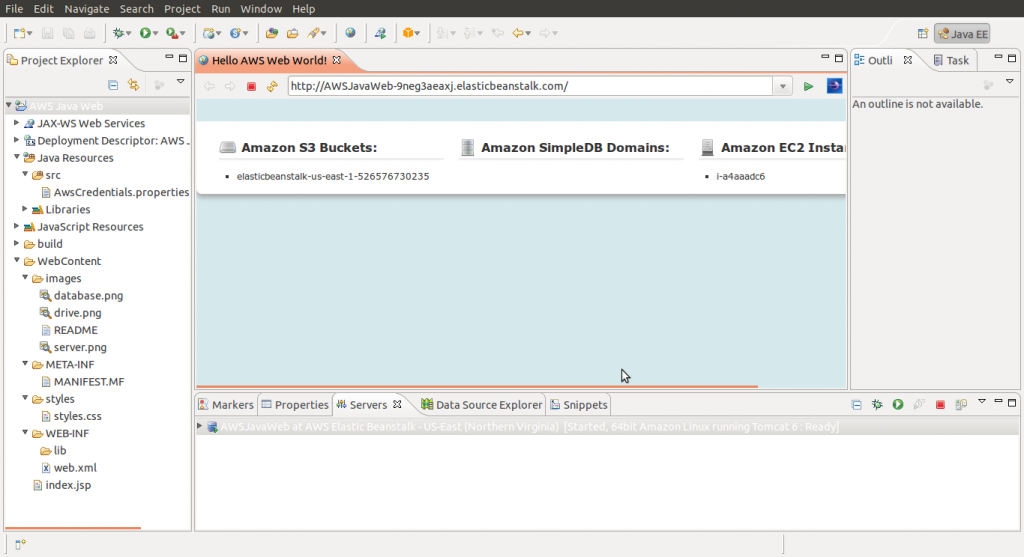 File Edit Navigate Search Project Run Window Help
Java EE
Project Explorer
AWS Java Web
JAX-WS Web Services
Deployment Descriptor: AWS .
Java Resources
src
AwsCredentials.properties
Libraries
JavaScript Resources
build
WebContent
images
database.png
drive.png
README
server.png
META-INF
MANIFEST.MF
styles
styles.css
WEB-INF
lib
web.xml
index.jsp
Hello AWS Web World!
http://AWSJavaWeb-9neg3aeaxj.elasticbeanstalk.com/
Amazon S3 Buckets:
elasticbeanstalk-us-east-1-526576730235
Amazon SimpleDB Domains:
Amazon EC2 Instar
i-a4aaadc6
Outli Task
An outline is not available.
Markers Properties Servers Data Source Explorer Snippets
AWSJavaWeb at AWS Elastic Beanstalk - US-East (Northern Virginia) [Started, 64bit Amazon Linux running Tomcat 6 : Ready]